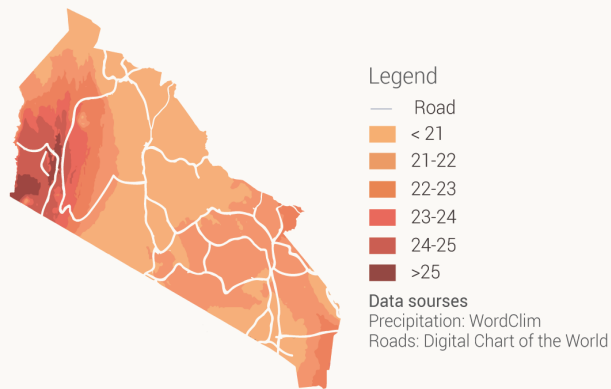 Legend
Road
< 21
21-22
22-23
23-24
24-25
>25
Data sourses
Precipitation: WordClim
Roads: Digital Chart of the World